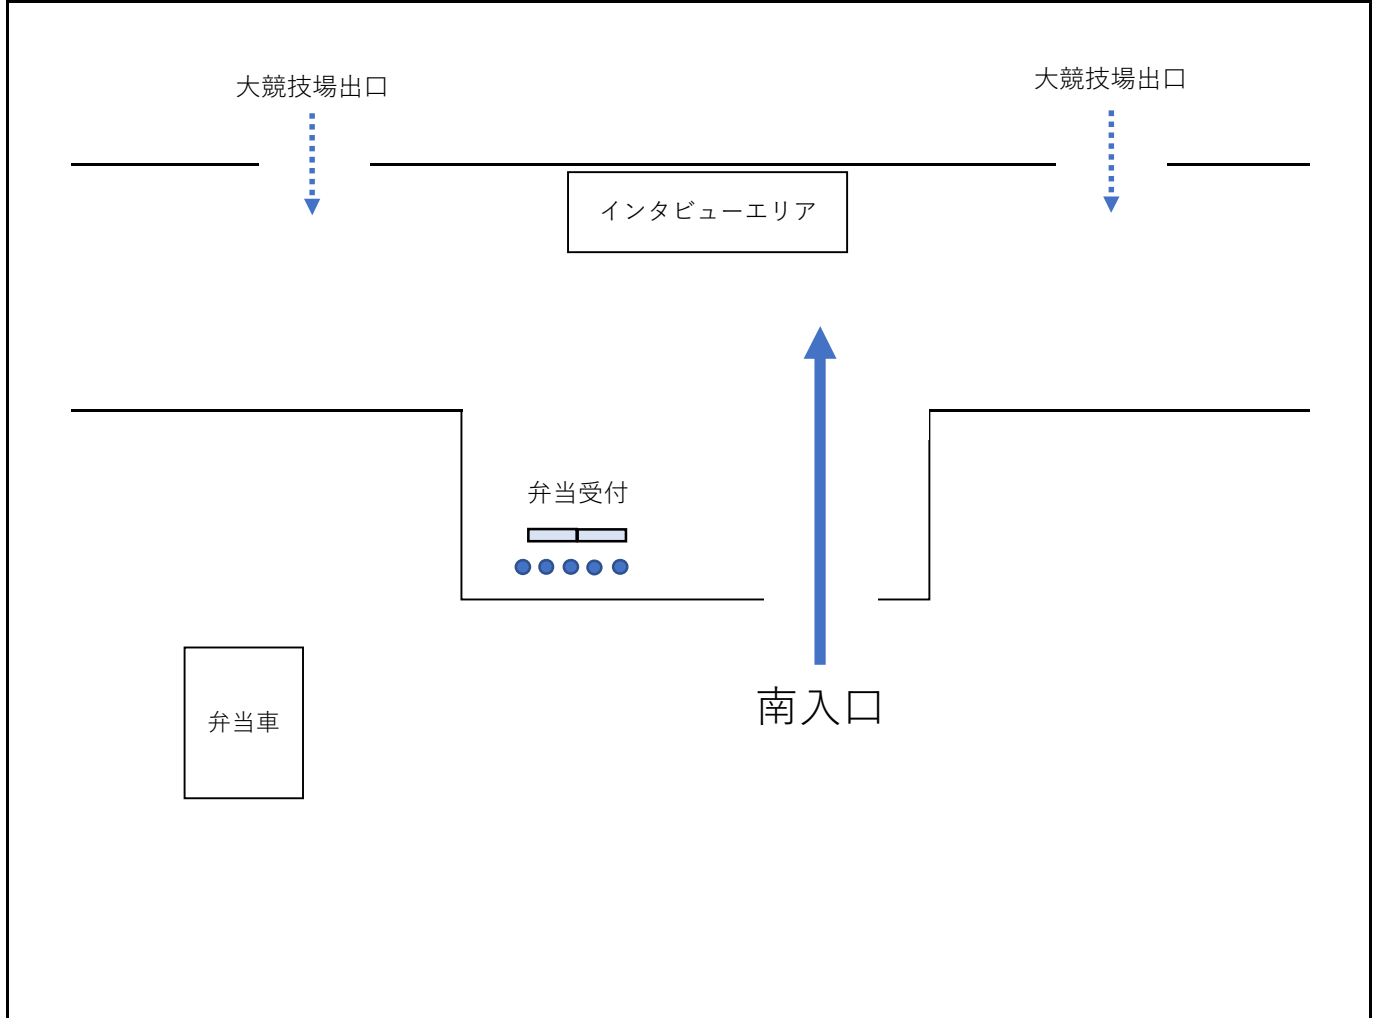 大競技場出口
大競技場出口
インタビューエリア
弁当受付
南入口
弁当車